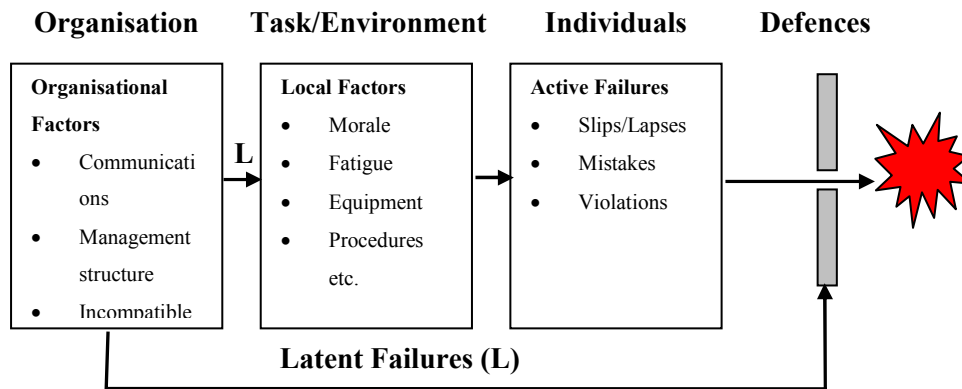 Organisation
Task/Environment
Individuals
Defences
Organisational
Factors
• Communicati
ons
• Management
structure
• Incompatible
L
Local Factors
• Morale
• Fatigue
• Equipment
• Procedures
etc.
Active Failures
• Slips/Lapses
• Mistakes
• Violations
Latent Failures (L)